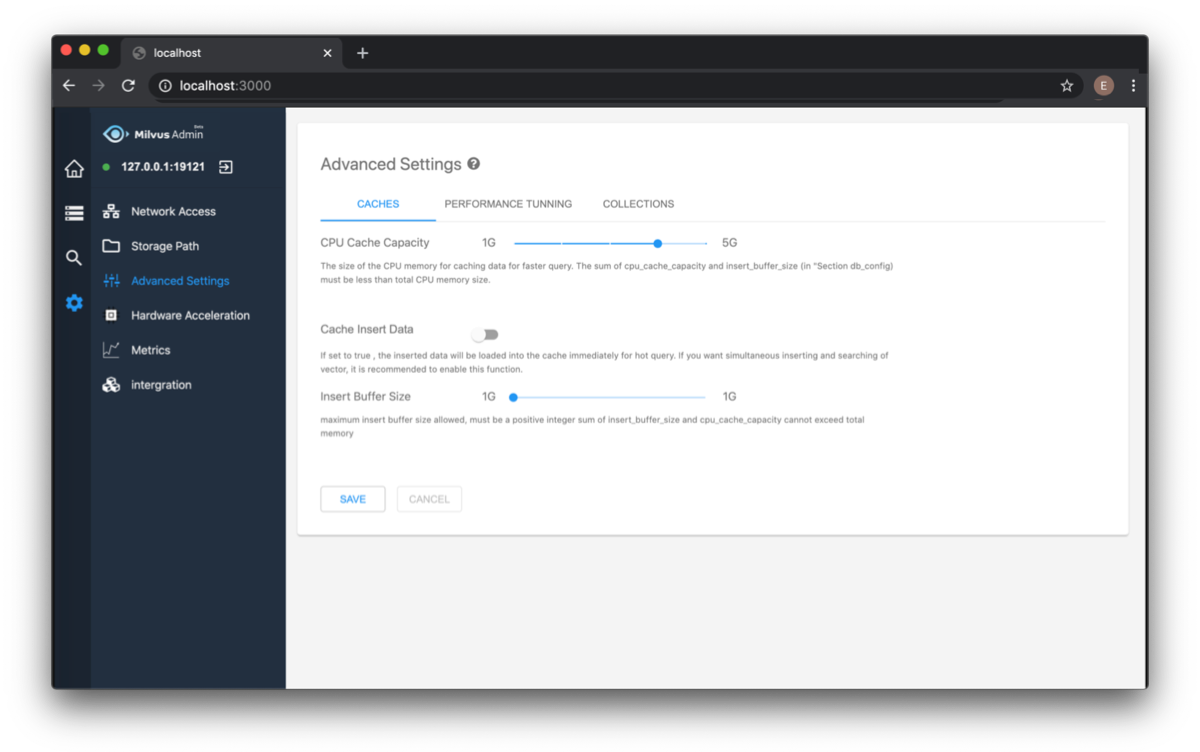 localhost
localhost:3000
E
Beta
Milvus Admin
127.0.0.1:19121
Network Access
Storage Path
Advanced Settings
Hardware Acceleration
Metrics
intergration
Advanced Settings ?
CACHES PERFORMANCE TUNNING COLLECTIONS
CPU Cache Capacity 1G 5G
The size of the CPU memory for caching data for faster query. The sum of cpu_cache_capacity and insert_buffer_size (in "Section db_config)
must be less than total CPU memory size.
Cache Insert Data
If set to true , the inserted data will be loaded into the cache immediately for hot query. If you want simultaneous inserting and searching of
vector, it is recommended to enable this function.
Insert Buffer Size 1G 1G
maximum insert buffer size allowed, must be a positive integer sum of insert_buffer_size and cpu_cache_capacity cannot exceed total
memory
SAVE CANCEL